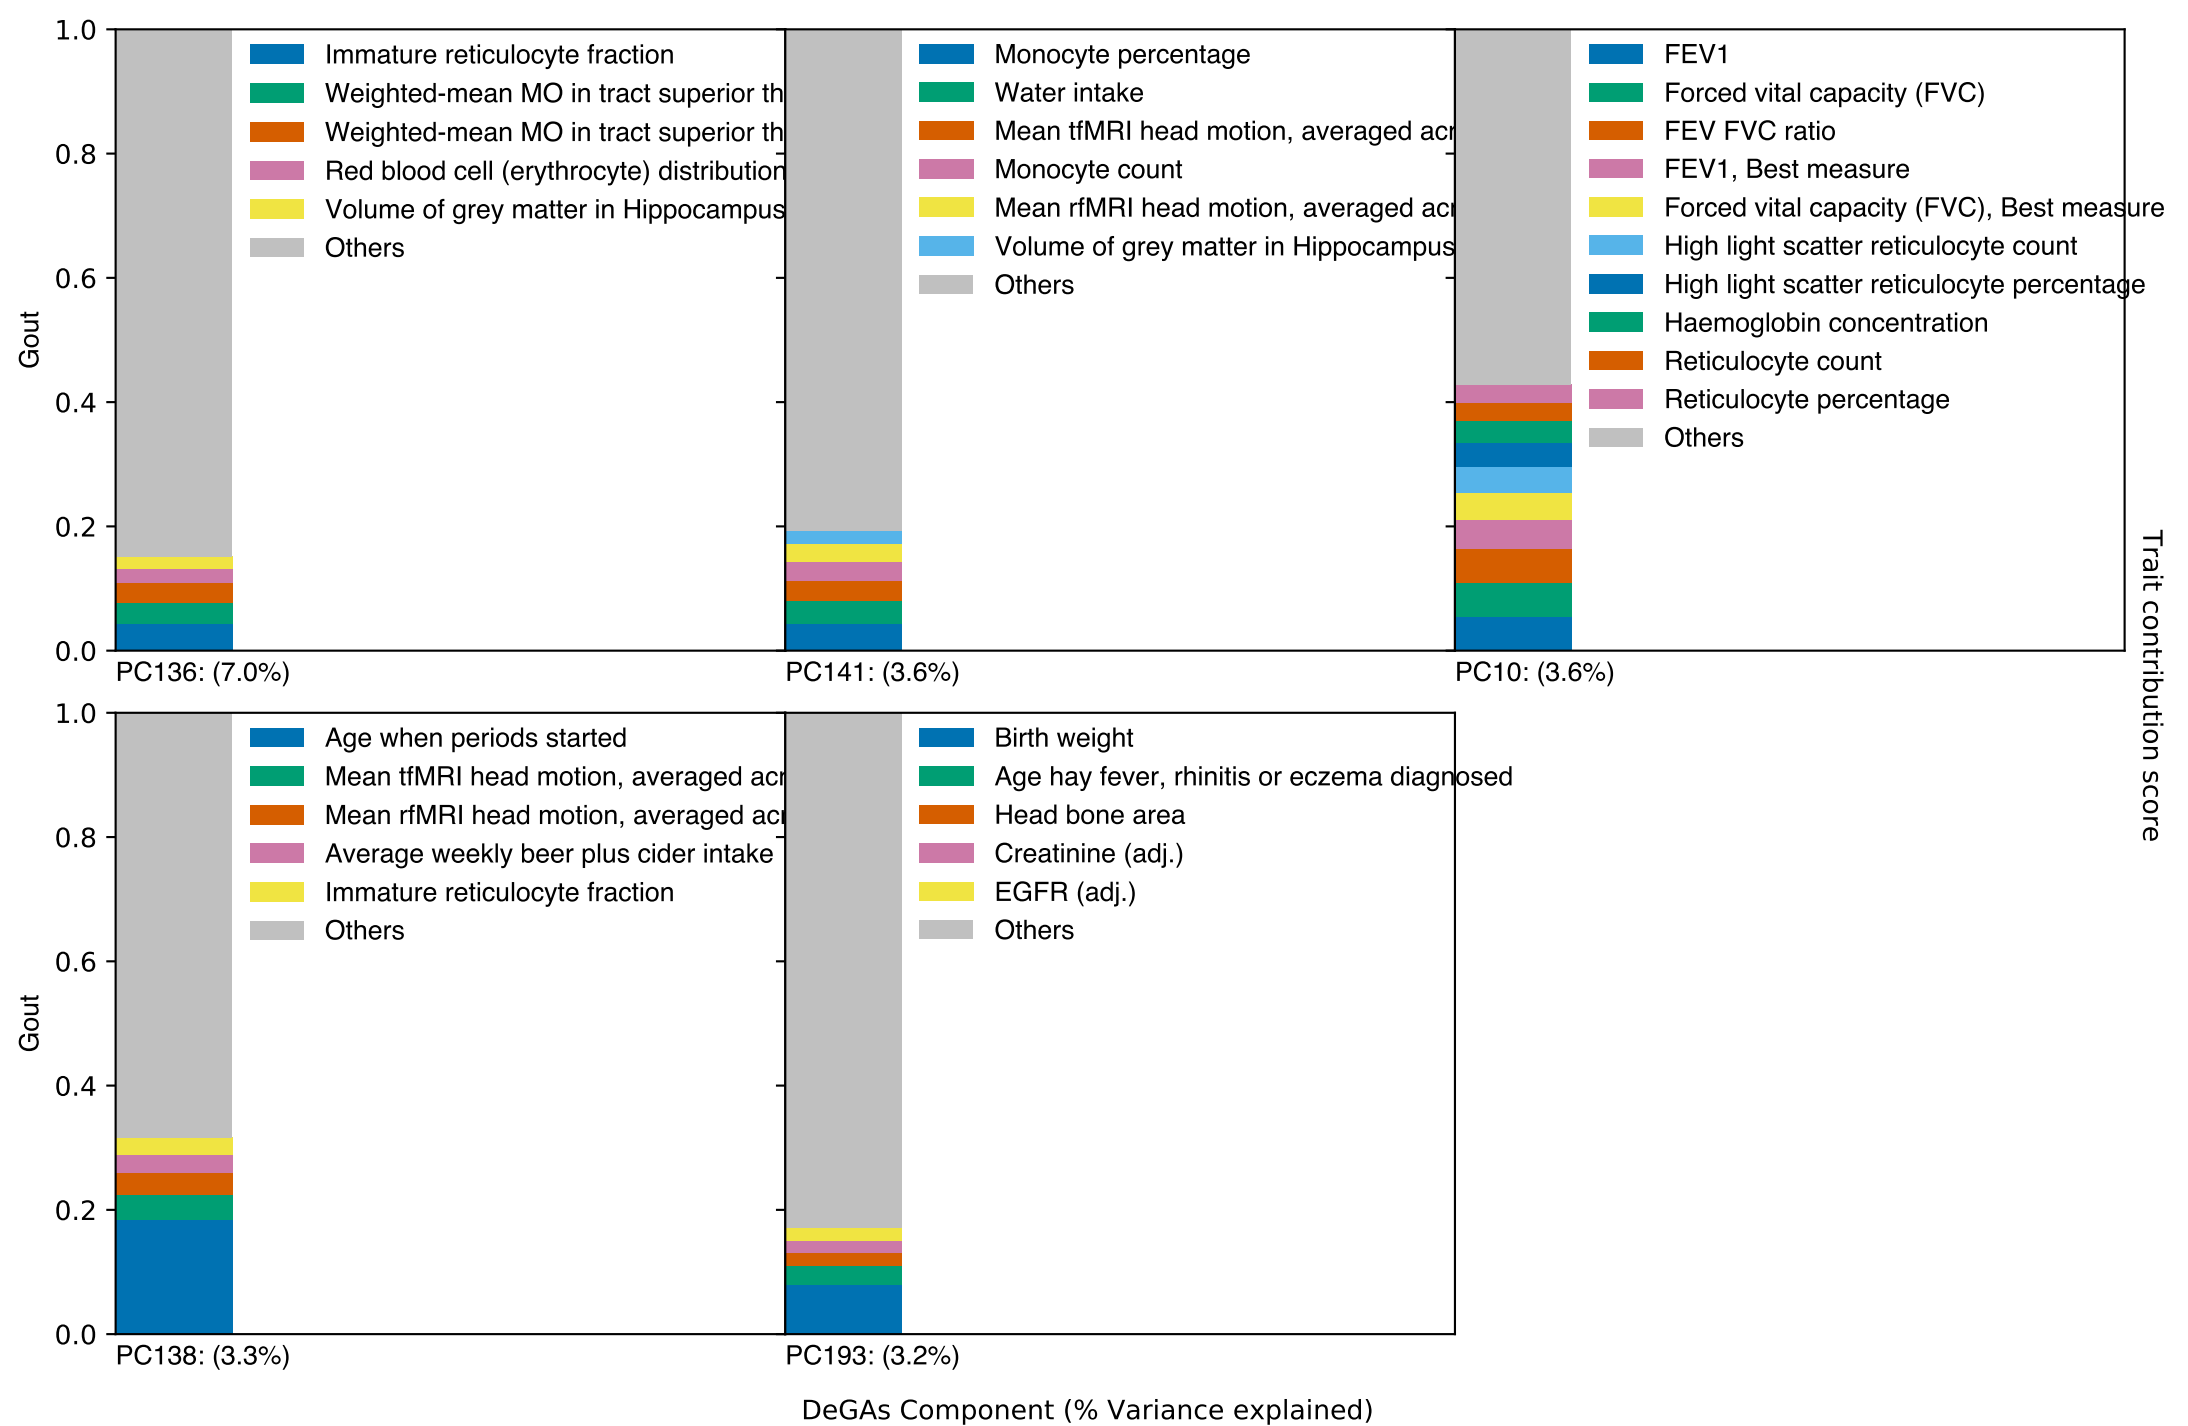 1.0
0.8
0.6
0.4
0.2
0.0
Gout
Immature reticulocyte fraction
Weighted-mean MO in tract superior th
Weighted-mean MO in tract superior th
Red blood cell (erythrocyte) distribution
Volume of grey matter in Hippocampus
Others
PC136: (7.0%)
Monocyte percentage
Water intake
Mean tfMRI head motion, averaged acr
Monocyte count
Mean rfMRI head motion, averaged acr
Volume of grey matter in Hippocampus
Others
PC141: (3.6%)
FEV1
Forced vital capacity (FVC)
FEV FVC ratio
FEV1, Best measure
Forced vital capacity (FVC), Best measure
High light scatter reticulocyte count
High light scatter reticulocyte percentage
Haemoglobin concentration
Reticulocyte count
Reticulocyte percentage
Others
PC10: (3.6%)
Trait contribution score
1.0
0.8
0.6
0.4
0.2
0.0
Gout
Age when periods started
Mean tfMRI head motion, averaged acr
Mean rfMRI head motion, averaged acr
Average weekly beer plus cider intake
Immature reticulocyte fraction
Others
PC138: (3.3%)
Birth weight
Age hay fever, rhinitis or eczema diagnosed
Head bone area
Creatinine (adj.)
EGFR (adj.)
Others
PC193: (3.2%)
DeGAs Component (% Variance explained)